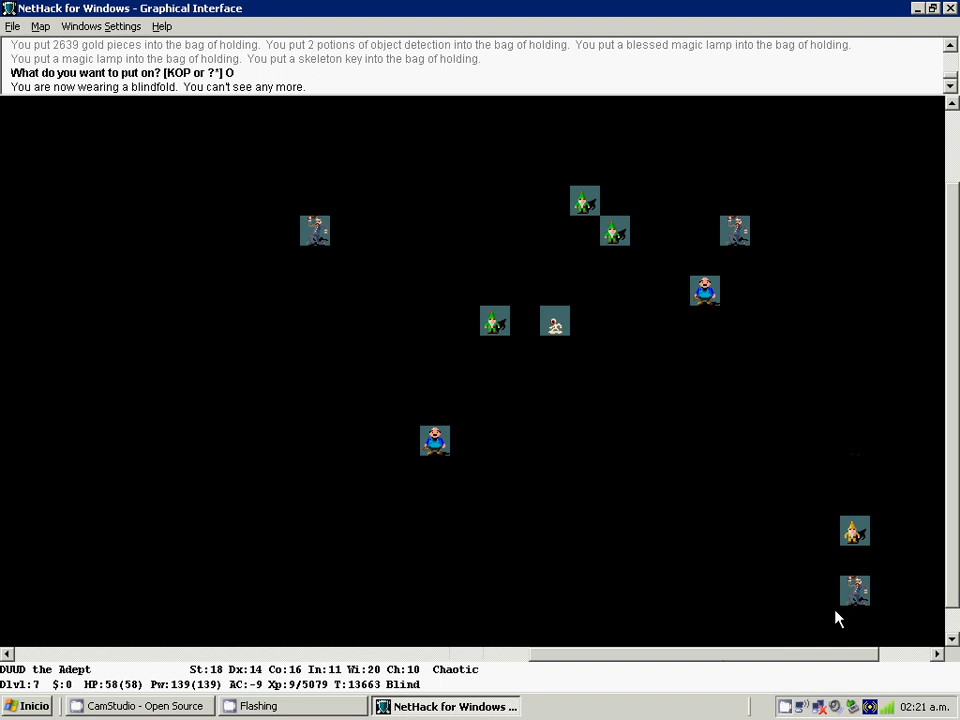 NetHack for Windows - Graphical Interface
File Map Windows Settings Help
You put 2639 gold pieces into the bag of holding. You put 2 potions of object detection into the bag of holding. You put a blessed magic lamp into the bag of holding.
You put a magic lamp into the bag of holding. You put a skeleton key into the bag of holding.
What do you want to put on? [KOP or ?*] O
You are now wearing a blindfold. You can't see any more.
DUUD the Adept St:18 Dx:14 Co:16 In:11 Wi:20 Ch:10 Chaotic
Dlvl:7 $:0 HP:58(58) Pw:139(139) AC:-9 Xp:9/5079 T:13663 Blind
Inicio CamStudio - Open Source Flashing NetHack for Windows ... 02:21 a.m.